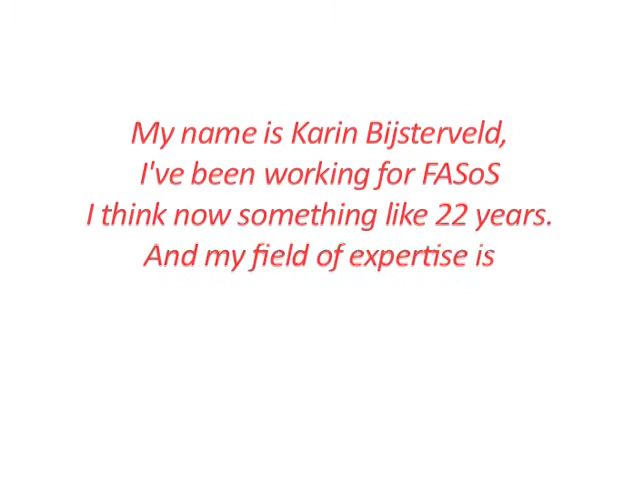 My name is Karin Bijsterveld,
I've been working for FASoS
I think now something like 22 years.
And my field of expertise is